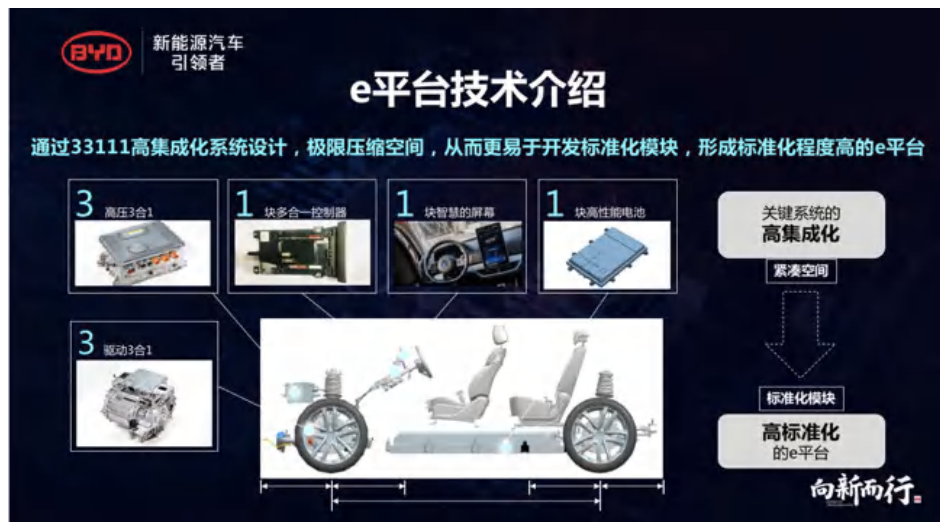 BYD
新能源汽车
引领者
e平台技术介绍
通过33111高集成化系统设计，极限压缩空间，从而更易于开发标准化模块，形成标准化程度高的e平台
3 高压3合1
1 块多合一控制器
1 块智慧的屏幕
1 块高性能电池
关键系统的
高集成化
紧凑空间
3 驱动3合1
标准化模块
高标准化
的e平台
向新而行